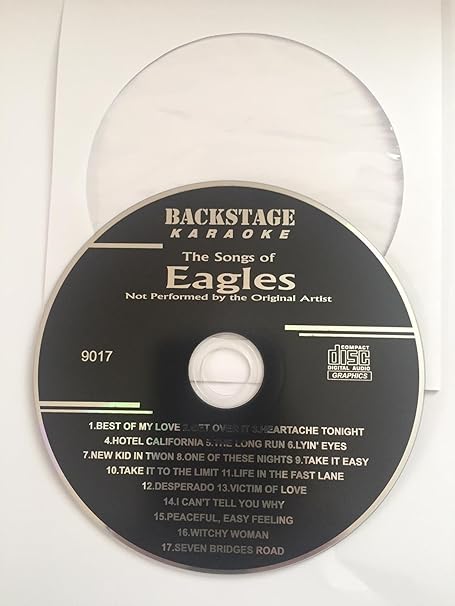 BACKSTAGE
KARAOKE
The Songs of
Eagles
Not Performed by the Original Artist
9017
COMPACT
disc
DIGITAL AUDIO
GRAPHICS
1.BEST OF MY LOVE 2.GET OVER IT 3.HEARTACHE TONIGHT
4.HOTEL CALIFORNIA 5.THE LONG RUN 6.LYIN' EYES
7.NEW KID IN TWON 8.ONE OF THESE NIGHTS 9.TAKE IT EASY
10.TAKE IT TO THE LIMIT 11.LIFE IN THE FAST LANE
12.DESPERADO 13.VICTIM OF LOVE
14.I CAN'T TELL YOU WHY
15.PEACEFUL, EASY FEELING
16.WITCHY WOMAN
17.SEVEN BRIDGES ROAD